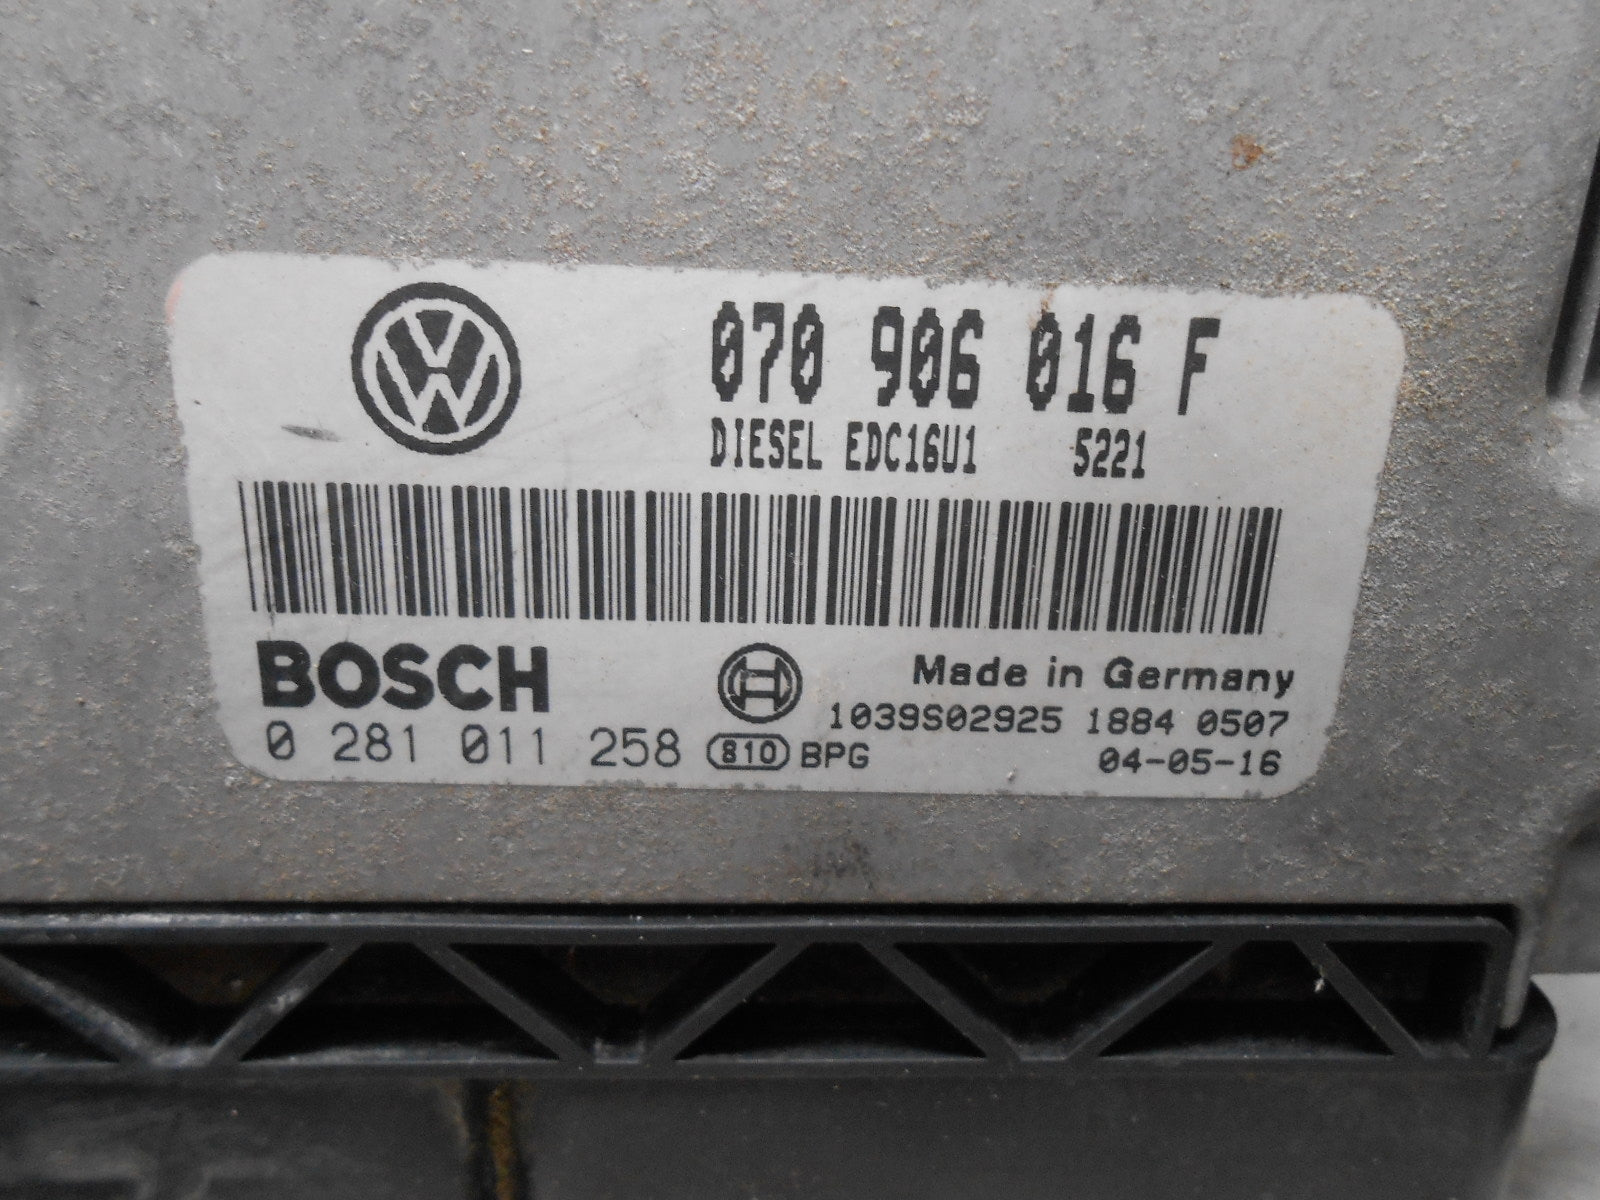 070 906 016 F
DIESEL EDC16U1 5221
BOSCH
Made in Germany
1039S02925 1884 0507
0 281 011 258 810 BPG 04-05-16